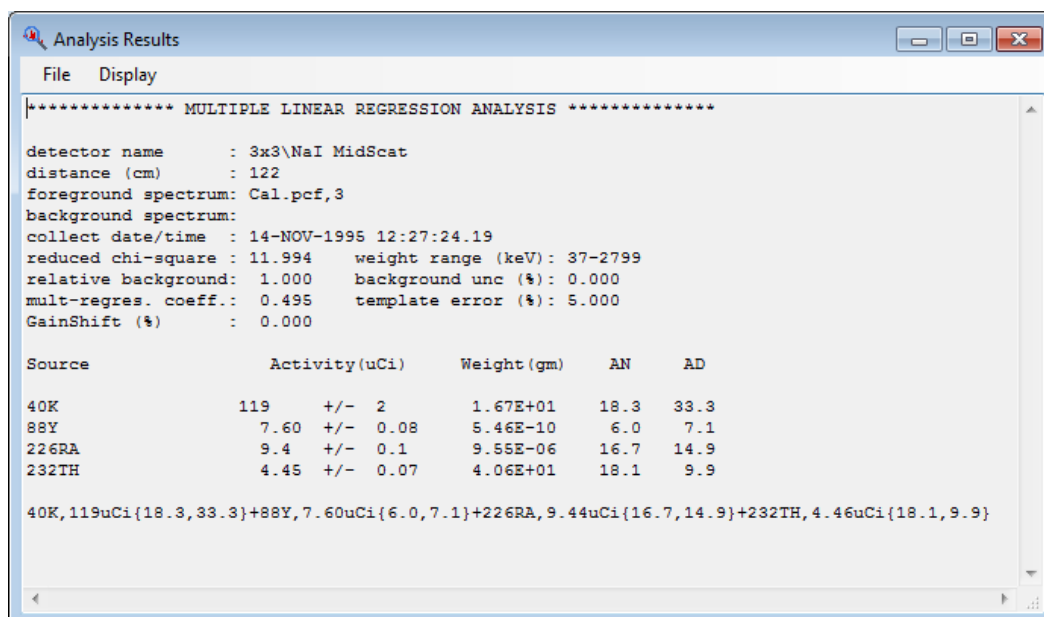 Analysis Results
File Display
************** MULTIPLE LINEAR REGRESSION ANALYSIS **************
detector name : 3x3\NaI MidScat
distance (cm) : 122
foreground spectrum: Cal.pcf,3
background spectrum:
collect date/time : 14-NOV-1995 12:27:24.19
reduced chi-square : 11.994 weight range (keV): 37-2799
relative background: 1.000 background unc (%): 0.000
mult-regres. coeff.: 0.495 template error (%): 5.000
GainShift (%) : 0.000
Source Activity(uCi) Weight(gm) AN AD
40K 119 +/- 2 1.67E+01 18.3 33.3
88Y 7.60 +/- 0.08 5.46E-10 6.0 7.1
226RA 9.4 +/- 0.1 9.55E-06 16.7 14.9
232TH 4.45 +/- 0.07 4.06E+01 18.1 9.9
40K,119uCi{18.3,33.3}+88Y,7.60uCi{6.0,7.1}+226RA,9.44uCi{16.7,14.9}+232TH,4.46uCi{18.1,9.9}